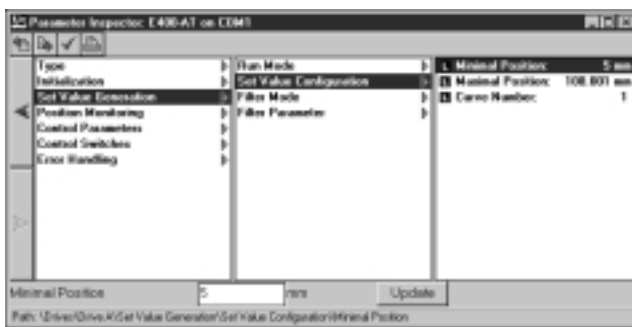 Parameter Inspector: E400-AT on COM1
Type
Initialization
Set Value Generation
Position Monitoring
Control Parameters
Control Switches
Error Handling
Run Mode
Set Value Configuration
Filter Mode
Filter Parameter
L Minimal Position: 5 mm
Maximal Position: 100.001 mm
Curve Number: 1
Minimal Position 5 mm Update
Path: \Drives\Drive A\Set Value Generation\Set Value Configuration\Minimal Position